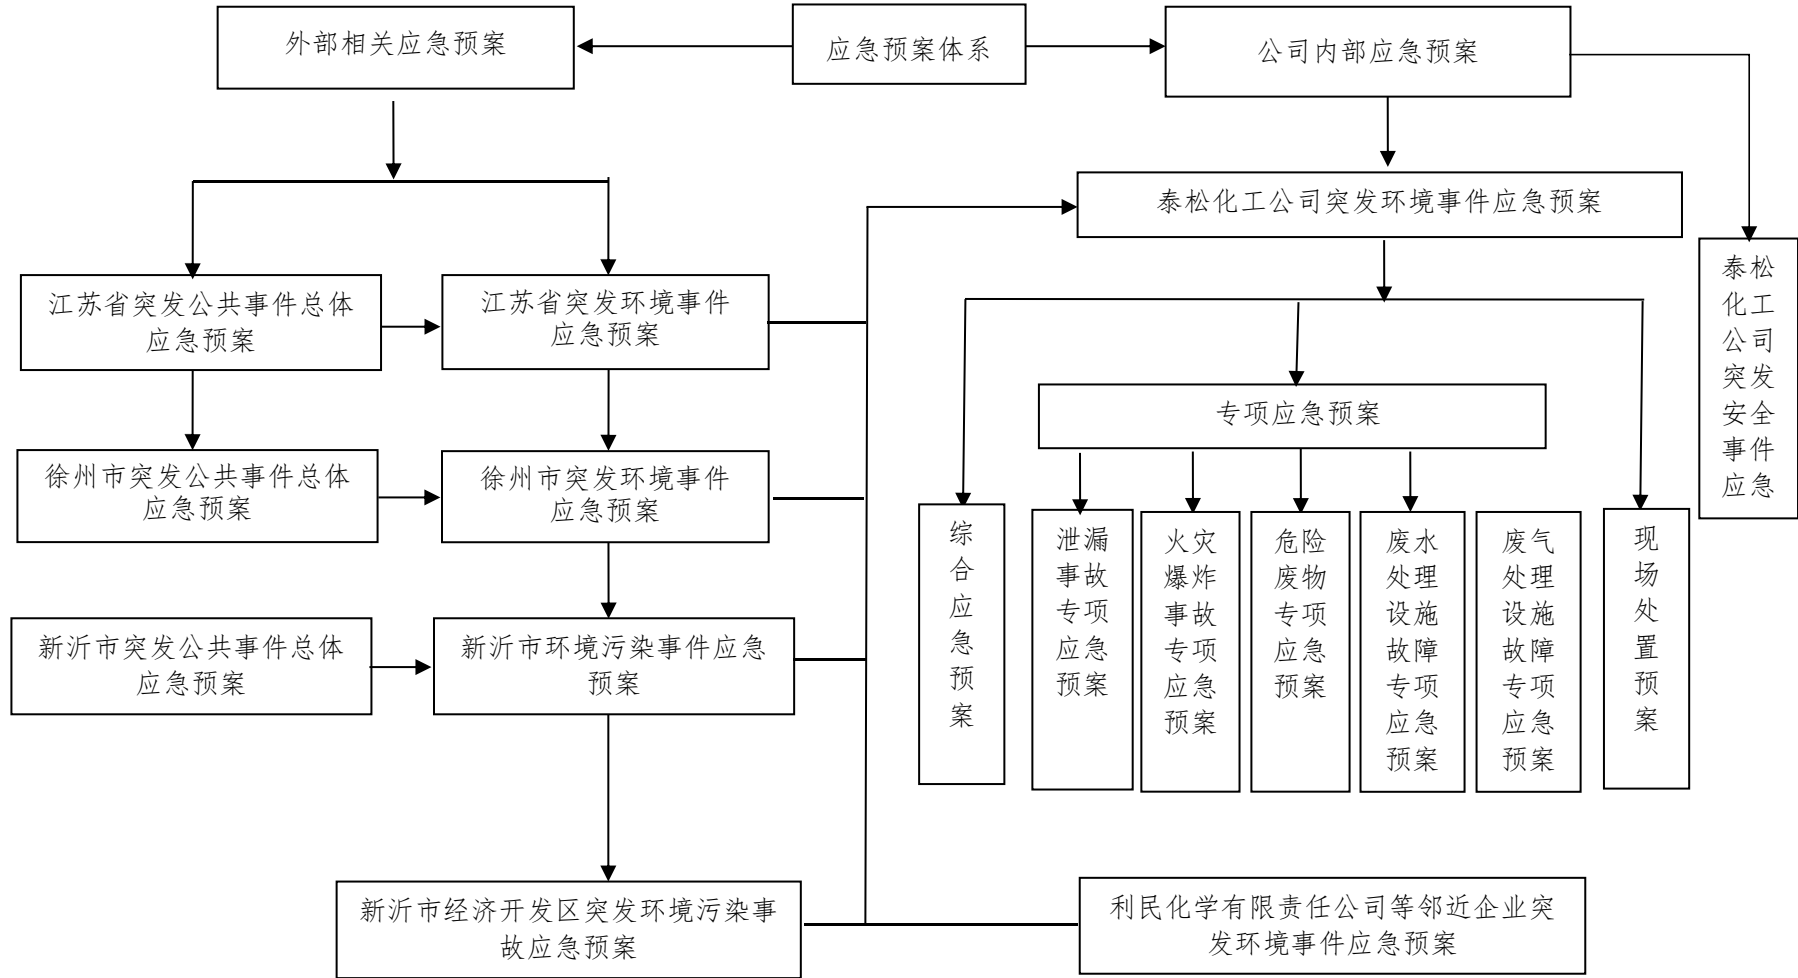 外部相关应急预案
应急预案体系
公司内部应急预案
泰松化工公司突发环境事件应急预案
泰松
化工
公司
突发
安全
事件
应急
江苏省突发公共事件总体
应急预案
江苏省突发环境事件
应急预案
专项应急预案
徐州市突发公共事件总体
应急预案
徐州市突发环境事件
应急预案
综
合
应
急
预
案
泄漏
事故
专项
应急
预案
火灾
爆炸
事故
专项
应急
预案
危险
废物
专项
应急
预案
废水
处理
设施
故障
专项
应急
预案
废气
处理
设施
故障
专项
应急
预案
现
场
处
置
预
案
新沂市突发公共事件总体
应急预案
新沂市环境污染事件应急
预案
新沂市经济开发区突发环境污染事
故应急预案
利民化学有限责任公司等邻近企业突
发环境事件应急预案